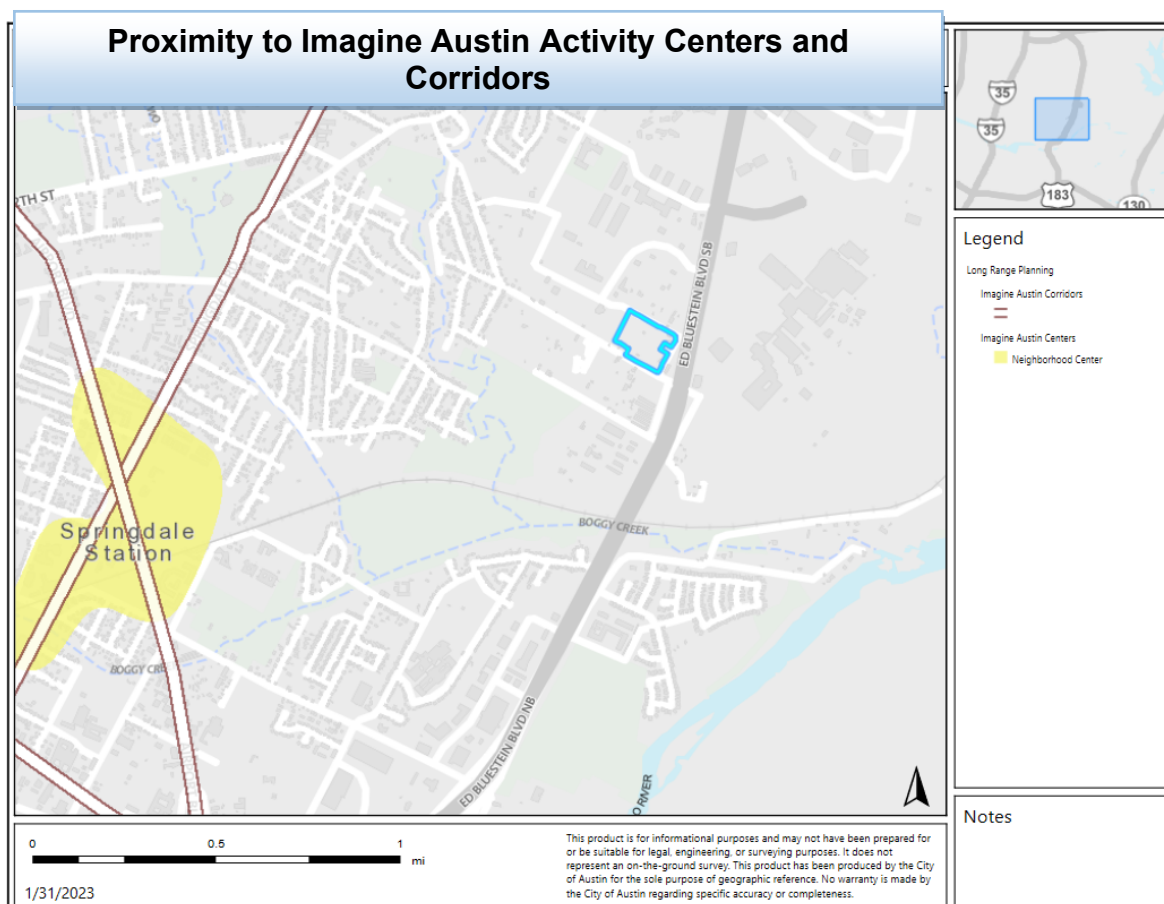 Proximity to Imagine Austin Activity Centers and
Corridors
35
35
183
130
7TH ST
ED BLUESTEIN BLVD SB
Legend
Long Range Planning
Imagine Austin Corridors
Imagine Austin Centers
Neighborhood Center
Springdale
Station
BOGGY CREEK
BOGGY CRE
ED BLUESTEIN BLVD NB
O RIVER
Notes
0
0.5
1
mi
1/31/2023
This product is for informational purposes and may not have been prepared for
or be suitable for legal, engineering, or surveying purposes. It does not
represent an on-the-ground survey. This product has been produced by the City
of Austin for the sole purpose of geographic reference. No warranty is made by
the City of Austin regarding specific accuracy or completeness.